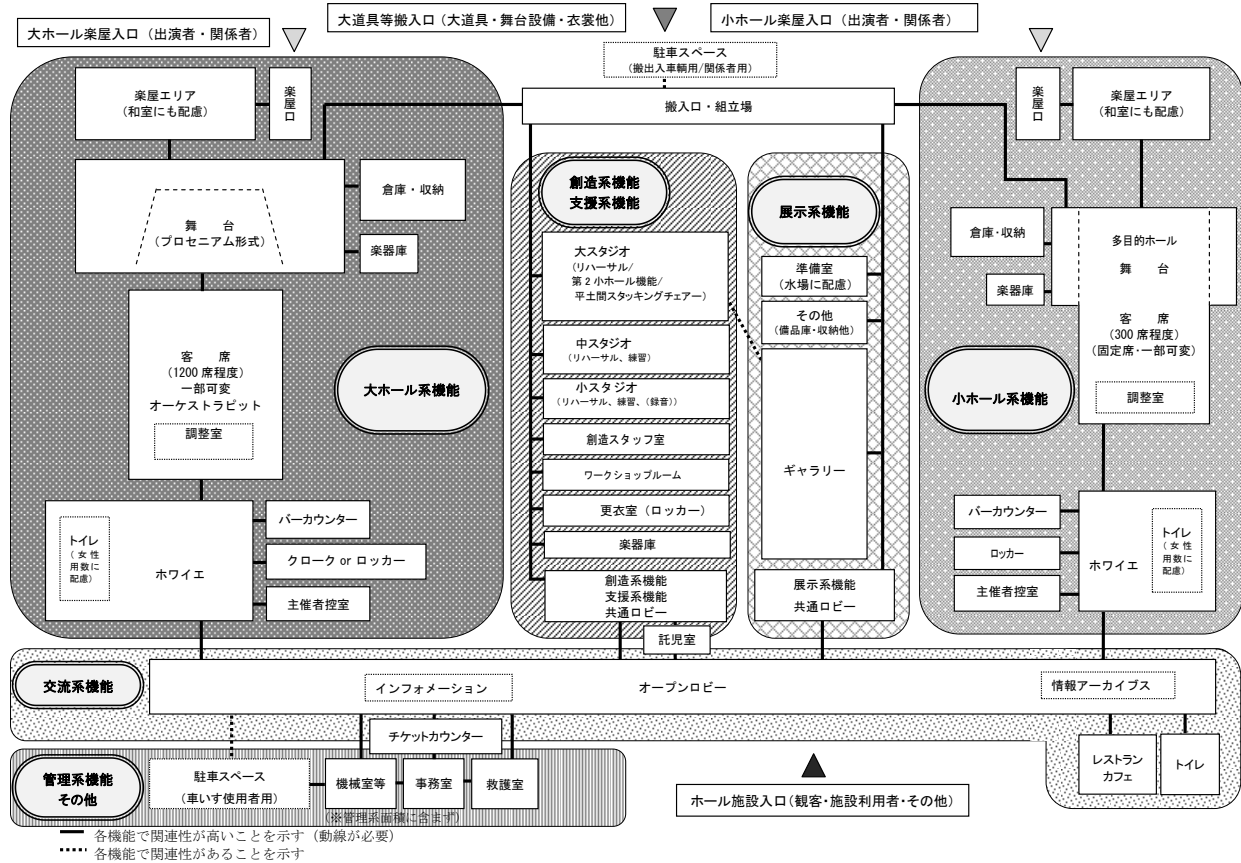 大ホール楽屋入口（出演者・関係者）
大道具等搬入口（大道具・舞台設備・衣裳他）
小ホール楽屋入口（出演者・関係者）
駐車スペース
（搬出入車輌用/関係者用）
搬入口・組立場
楽屋エリア
（和室にも配慮）
楽屋口
舞　台
（プロセニアム形式）
倉庫・収納
楽器庫
客　席
（1200 席程度）
一部可変
オーケストラピット
調整室
大ホール系機能
トイレ
（女性
用数に
配慮）
ホワイエ
バーカウンター
クローク or ロッカー
主催者控室
創造系機能
支援系機能
大スタジオ
（リハーサル/
第２小ホール機能/
平土間スタッキングチェアー）
中スタジオ
（リハーサル、練習）
小スタジオ
（リハーサル、練習、（録音））
創造スタッフ室
ワークショップルーム
更衣室（ロッカー）
楽器庫
創造系機能
支援系機能
共通ロビー
託児室
展示系機能
準備室
（水場に配慮）
その他
（備品庫・収納他）
ギャラリー
展示系機能
共通ロビー
楽屋口
楽屋エリア
（和室にも配慮）
倉庫・収納
楽器庫
多目的ホール
舞　台
客　席
（300 席程度）
（固定席・一部可変）
調整室
小ホール系機能
バーカウンター
ロッカー
主催者控室
ホワイエ
トイレ
（女性
用数に
配慮）
交流系機能
インフォメーション
オープンロビー
情報アーカイブス
チケットカウンター
管理系機能
その他
駐車スペース
（車いす使用者用）
機械室等
事務室
救護室
（※管理系面積に含まず）
レストラン
カフェ
トイレ
ホール施設入口（観客・施設利用者・その他）
各機能で関連性が高いことを示す（動線が必要）
各機能で関連性があることを示す